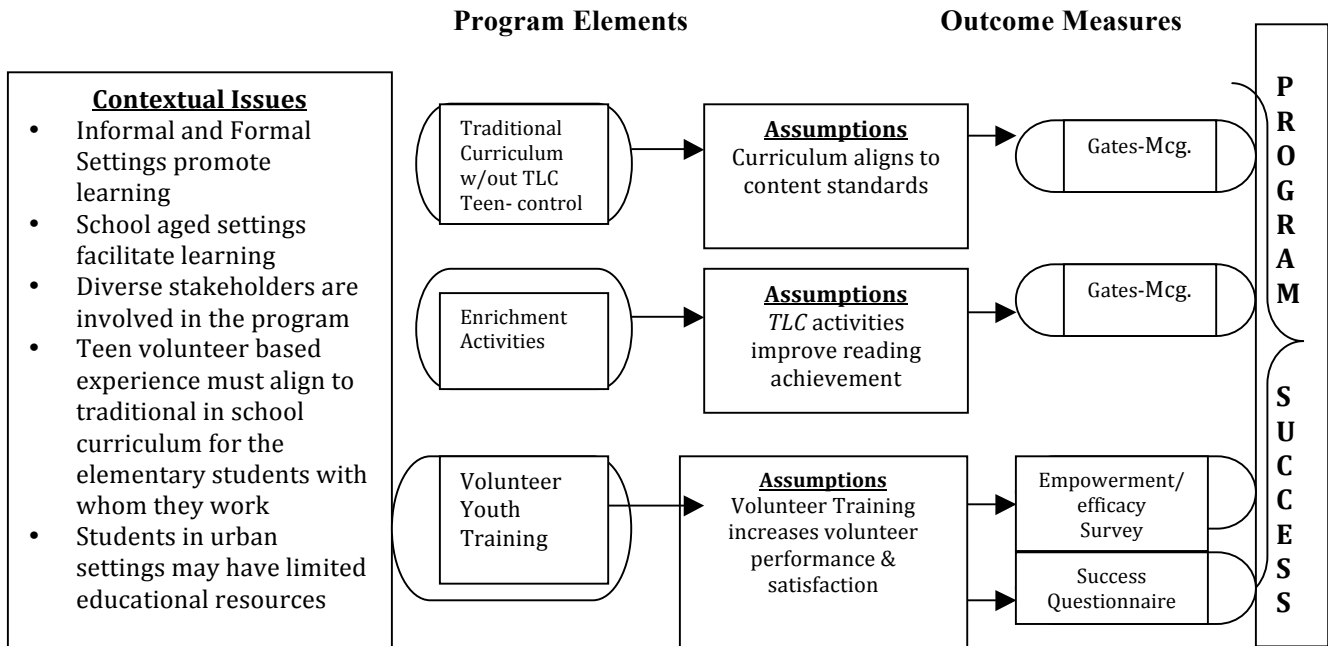 Program Elements
Outcome Measures
Contextual Issues
• Informal and Formal
Settings promote
learning
• School aged settings
facilitate learning
• Diverse stakeholders are
involved in the program
• Teen volunteer based
experience must align to
traditional in school
curriculum for the
elementary students with
whom they work
• Students in urban
settings may have limited
educational resources
Traditional
Curriculum
w/out TLC
Teen- control
Assumptions
Curriculum aligns to
content standards
Gates-Mcg.
Enrichment
Activities
Assumptions
TLC activities
improve reading
achievement
Gates-Mcg.
Volunteer
Youth
Training
Assumptions
Volunteer Training
increases volunteer
performance &
satisfaction
Empowerment/
efficacy
Survey
Success
Questionnaire
P
R
O
G
R
A
M
S
U
C
C
E
S
S